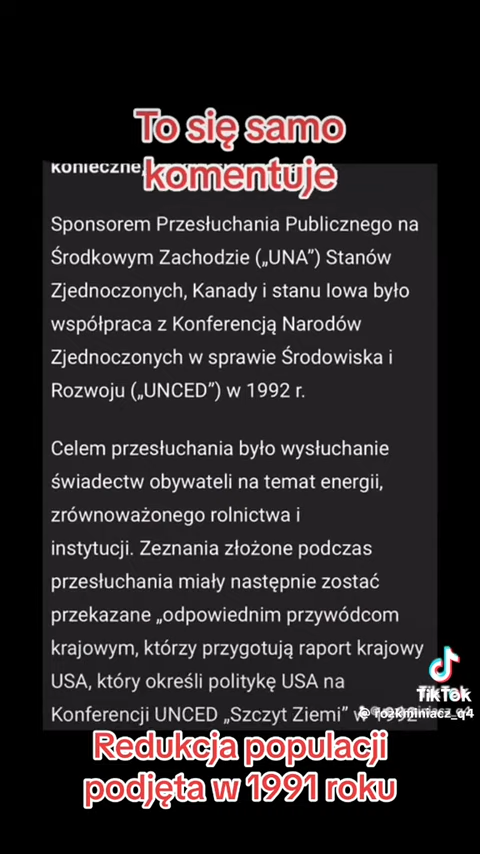 To się samo
komentuje
konieczne
Sponsorem Przesłuchania Publicznego na
Środkowym Zachodzie („UNA”) Stanów
Zjednoczonych, Kanady i stanu Iowa było
współpraca z Konferencją Narodów
Zjednoczonych w sprawie Środowiska i
Rozwoju („UNCED”) w 1992 r.
Celem przesłuchania było wysłuchanie
świadectw obywateli na temat energii,
zrównoważonego rolnictwa i
instytucji. Zeznania złożone podczas
przesłuchania miały następnie zostać
przekazane „odpowiednim przywódcom
krajowym, którzy przygotują raport krajowy
USA, który określi politykę USA na
Konferencji UNCED „Szczyt Ziemi” w 1992
TikTok
@ rozkminiacz_q4
Redukcja populacji
podjęta w 1991 roku